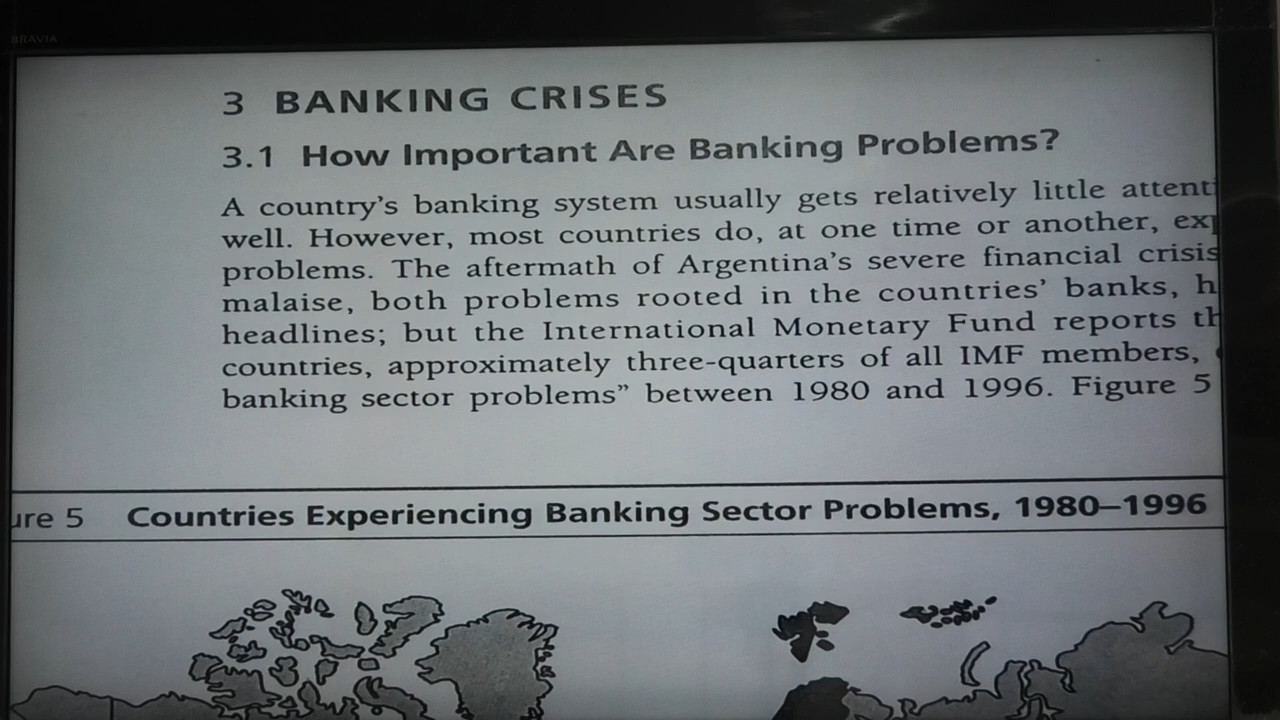 BRAVIA
3 BANKING CRISES
3.1 How Important Are Banking Problems?
A country's banking system usually gets relatively little
well. However, most countries do, at one time or another,
problems. The aftermath of Argentina's severe financial crisis
malaise, both problems rooted in the countries' banks,
headlines; but the International Monetary Fund reports
countries, approximately three-quarters of all IMF members,
banking sector problems” between 1980 and 1996. Figure 5
5 Countries Experiencing Banking Sector Problems, 1980–1996